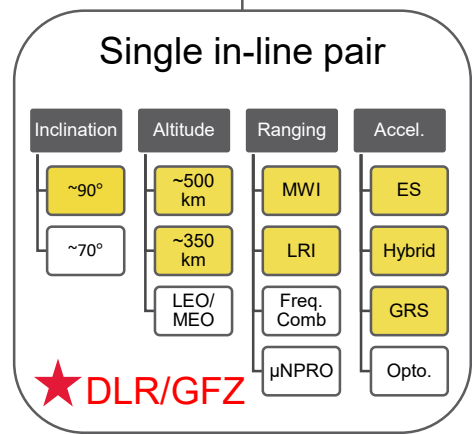 Single in-line pair
Inclination
Altitude
Ranging
Accel.
~90°
~500
km
MWI
ES
~70°
~350
km
LRI
Hybrid
LEO/
MEO
Freq.
Comb
GRS
µNPRO
Opto.
DLR/GFZ